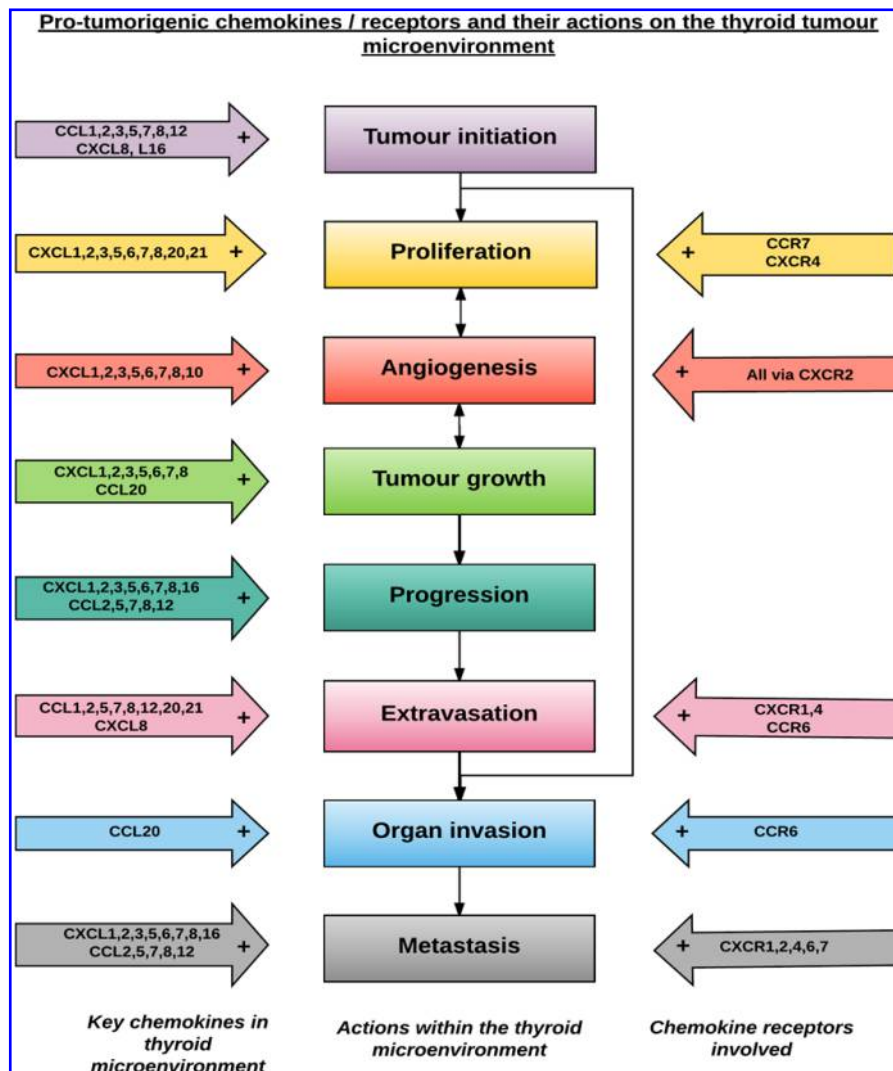 Pro-tumorigenic chemokines / receptors and their actions on the thyroid tumour
microenvironment
CCL1,2,3,5,7,8,12
CXCL8, L16
+
Tumour initiation
CXCL1,2,3,5,6,7,8,20,21
+
Proliferation
+
CCR7
CXCR4
CXCL1,2,3,5,6,7,8,10
+
Angiogenesis
+
All via CXCR2
CXCL1,2,3,5,6,7,8
CCL20
+
Tumour growth
CXCL1,2,3,5,6,7,8,16
CCL2,5,7,8,12
+
Progression
CCL1,2,5,7,8,12,20,21
CXCL8
+
Extravasation
+
CXCR1,4
CCR6
CCL20
+
Organ invasion
+
CCR6
CXCL1,2,3,5,6,7,8,16
CCL2,5,7,8,12
+
Metastasis
+
CXCR1,2,4,6,7
Key chemokines in
thyroid
microenvironment
Actions within the thyroid
microenvironment
Chemokine receptors
involved